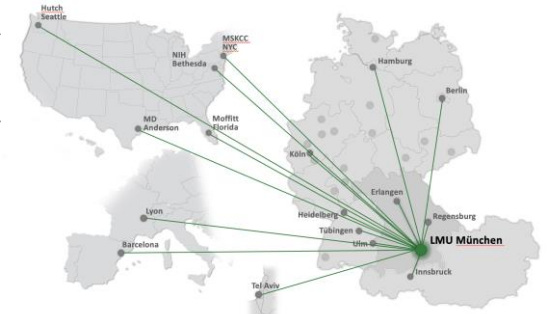 Hutch
Seattle
MSKCC
NYC
NIH
Bethesda
MD
Anderson
Moffitt
Florida
Hamburg
Berlin
Köln
Erlangen
Heidelberg
Regensburg
Tübingen
Ulm
LMU München
Innsbruck
Lyon
Barcelona
Tel Aviv